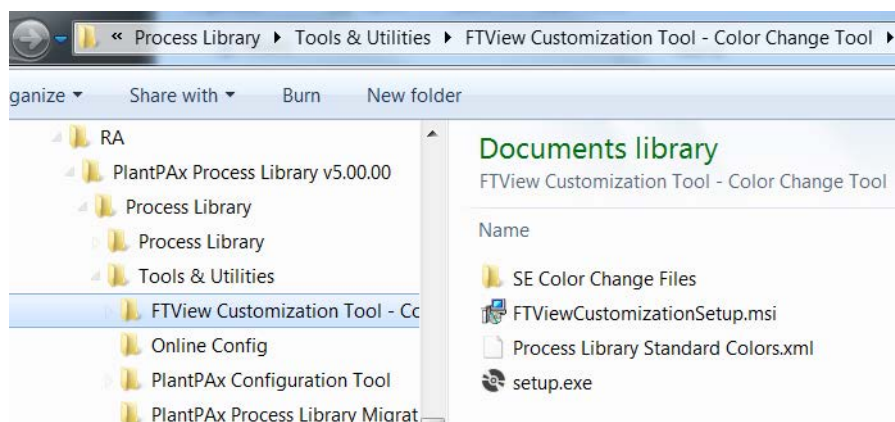 « Process Library ▸ Tools & Utilities ▸ FTView Customization Tool - Color Change Tool ▸
ganize ▾ Share with ▾ Burn New folder
RA
PlantPAx Process Library v5.00.00
Process Library
Process Library
Tools & Utilities
FTView Customization Tool - Cc
Online Config
PlantPAx Configuration Tool
PlantPAx Process Library Migrat
Documents library
FTView Customization Tool - Color Change Tool
Name
SE Color Change Files
FTViewCustomizationSetup.msi
Process Library Standard Colors.xml
setup.exe